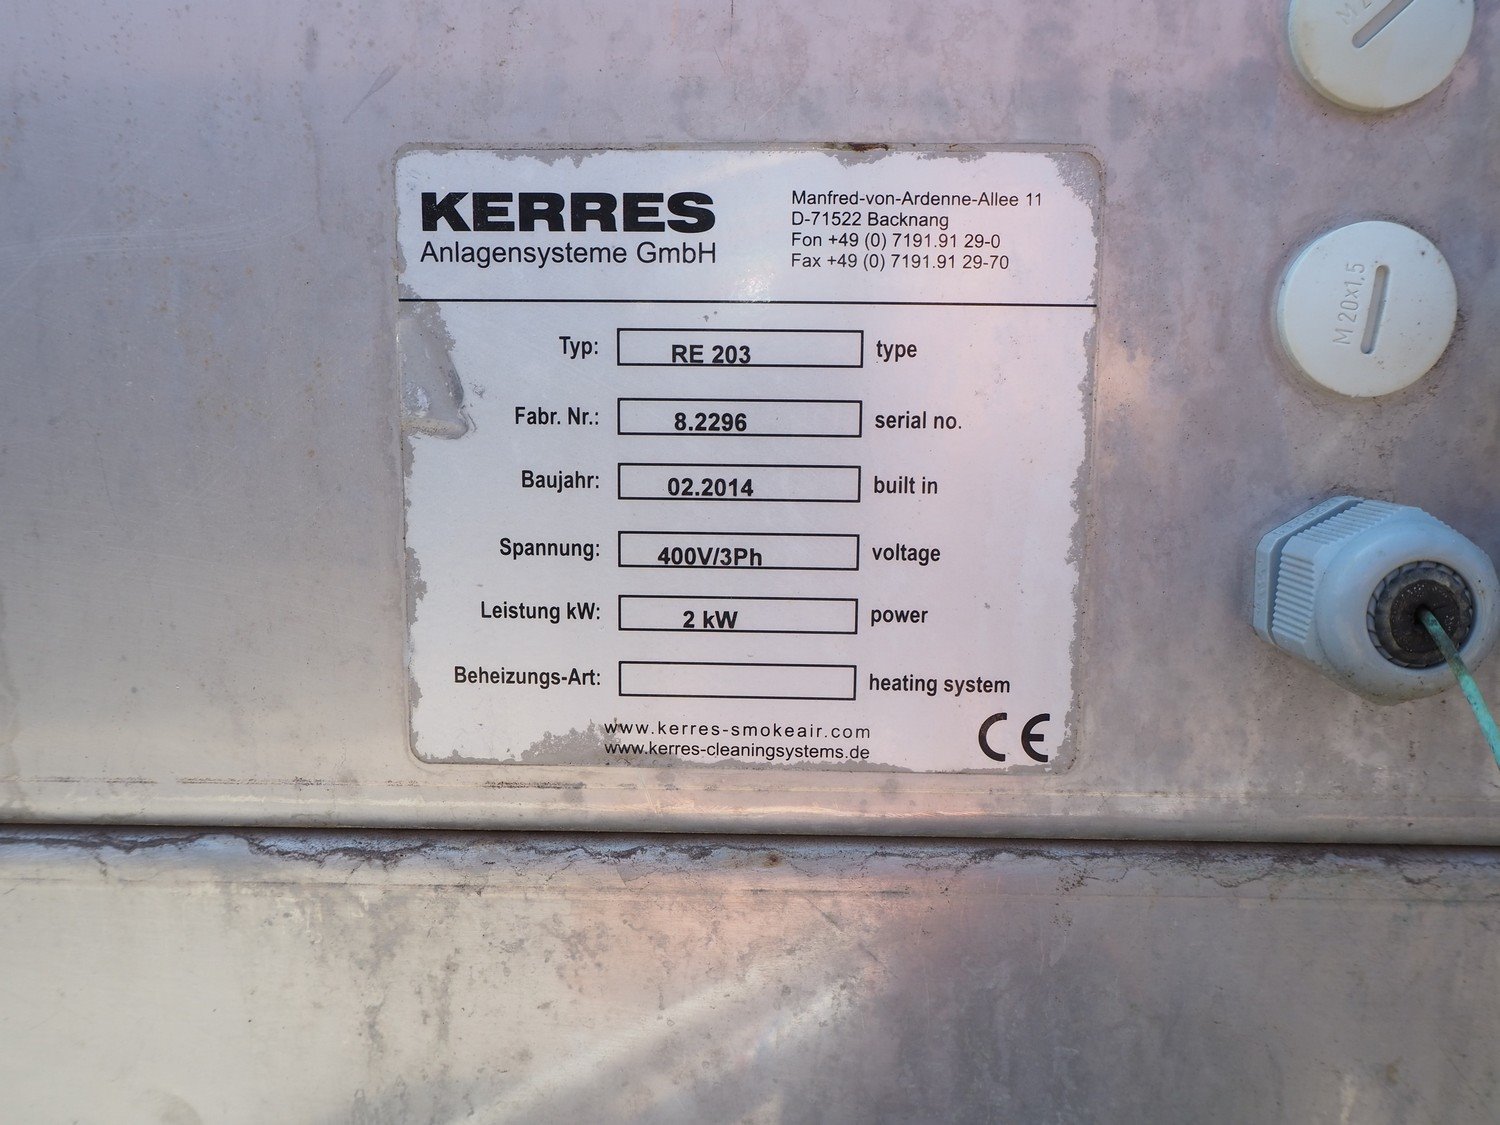 KERRES
Anlagensysteme GmbH
Manfred-von-Ardenne-Allee 11
D-71522 Backnang
Fon +49 (0) 7191.91 29-0
Fax +49 (0) 7191.91 29-70
Typ: RE 203 type
Fabr. Nr.: 8.2296 serial no.
Baujahr: 02.2014 built in
Spannung: 400V/3Ph voltage
Leistung kW: 2 kW power
Beheizungs-Art: heating system
www.kerres-smokeair.com
www.kerres-cleaningsystems.de
CE
M20x1,5